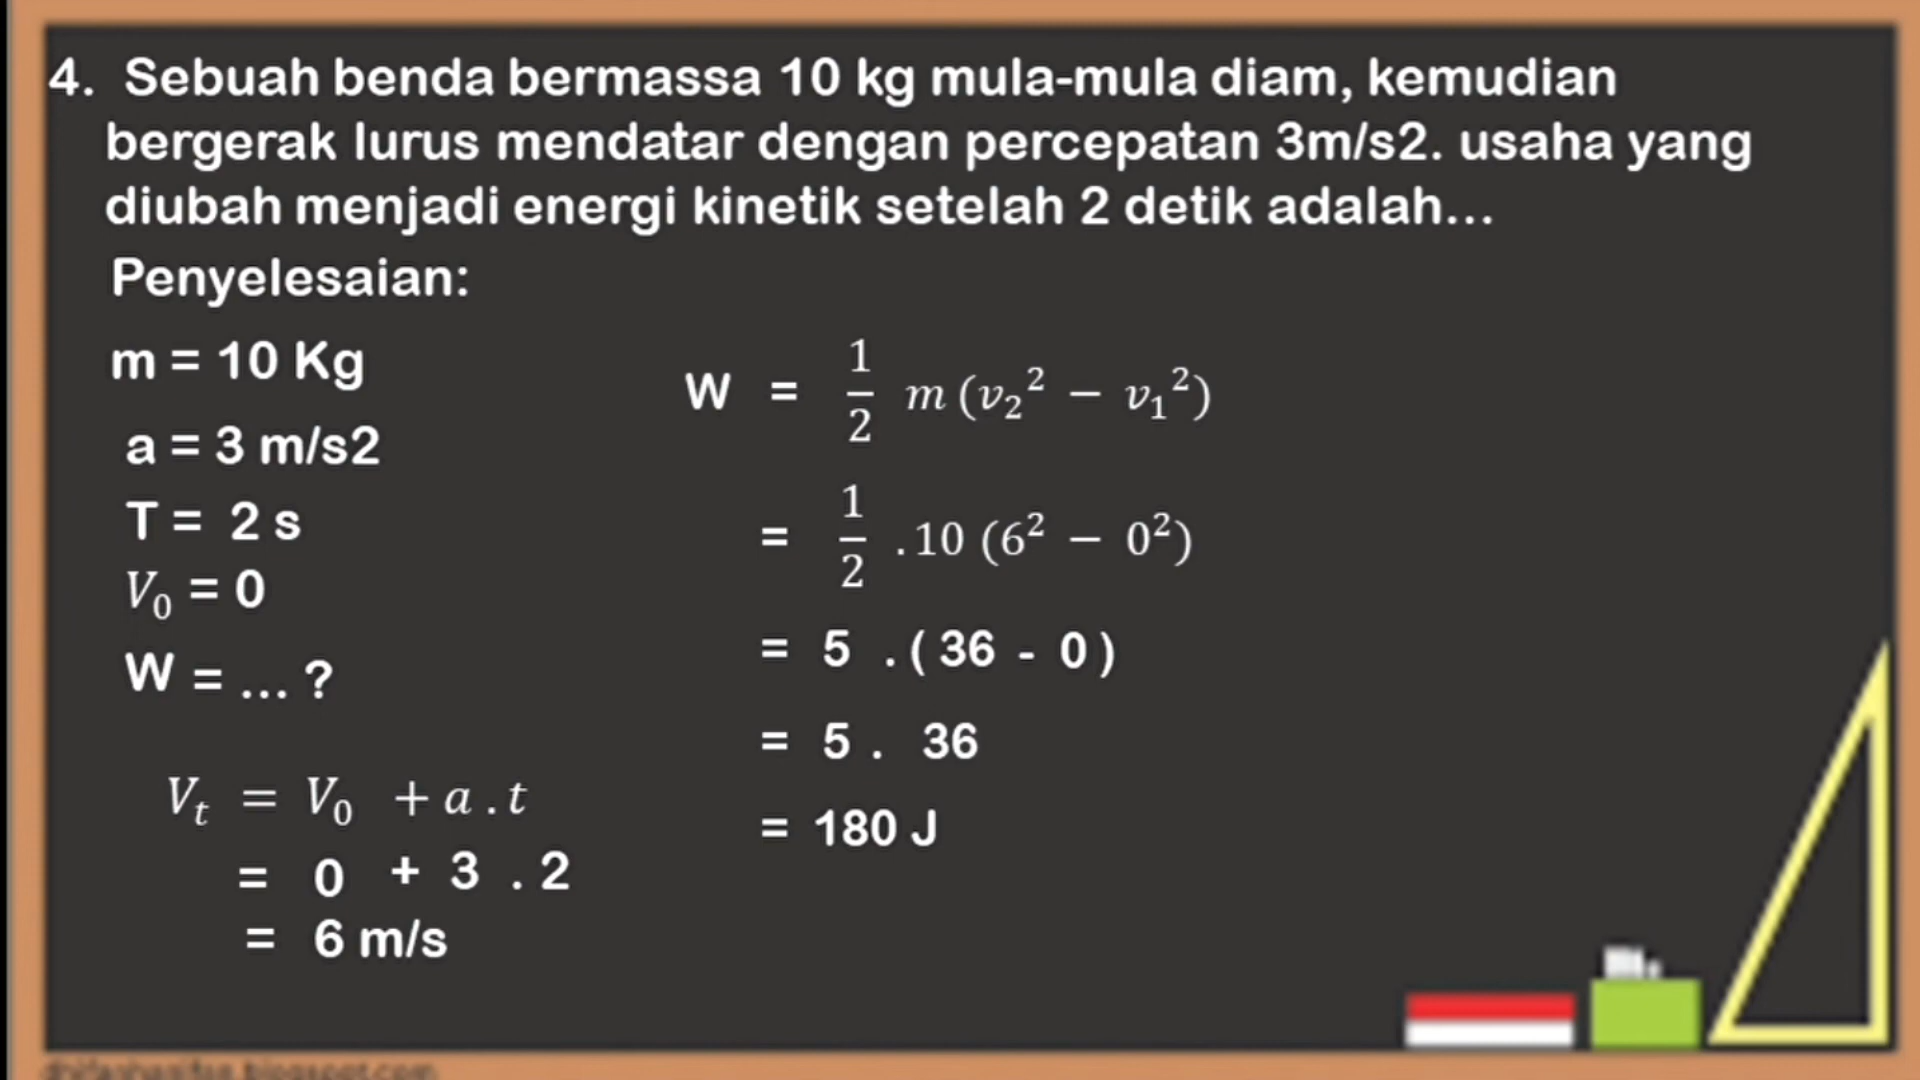 4. Sebuah benda bermassa 10 kg mula-mula diam, kemudian
bergerak lurus mendatar dengan percepatan 3m/s2. usaha yang
diubah menjadi energi kinetik setelah 2 detik adalah...
Penyelesaian:
m = 10 Kg
a = 3 m/s2
T = 2 s
V₀ = 0
W = ... ?
Vₜ = V₀ + a . t
= 0 + 3 . 2
= 6 m/s
W = 1/2 m (v₂² − v₁²)
= 1/2 . 10 (6² − 0²)
= 5 . ( 36 - 0 )
= 5 . 36
= 180 J